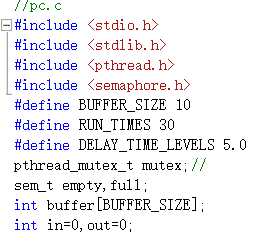 //pc.c
#include <stdio.h>
#include <stdlib.h>
#include <pthread.h>
#include <semaphore.h>
#define BUFFER_SIZE 10
#define RUN_TIMES 30
#define DELAY_TIME_LEVELS 5.0
pthread_mutex_t mutex;//
sem_t empty,full;
int buffer[BUFFER_SIZE];
int in=0,out=0;